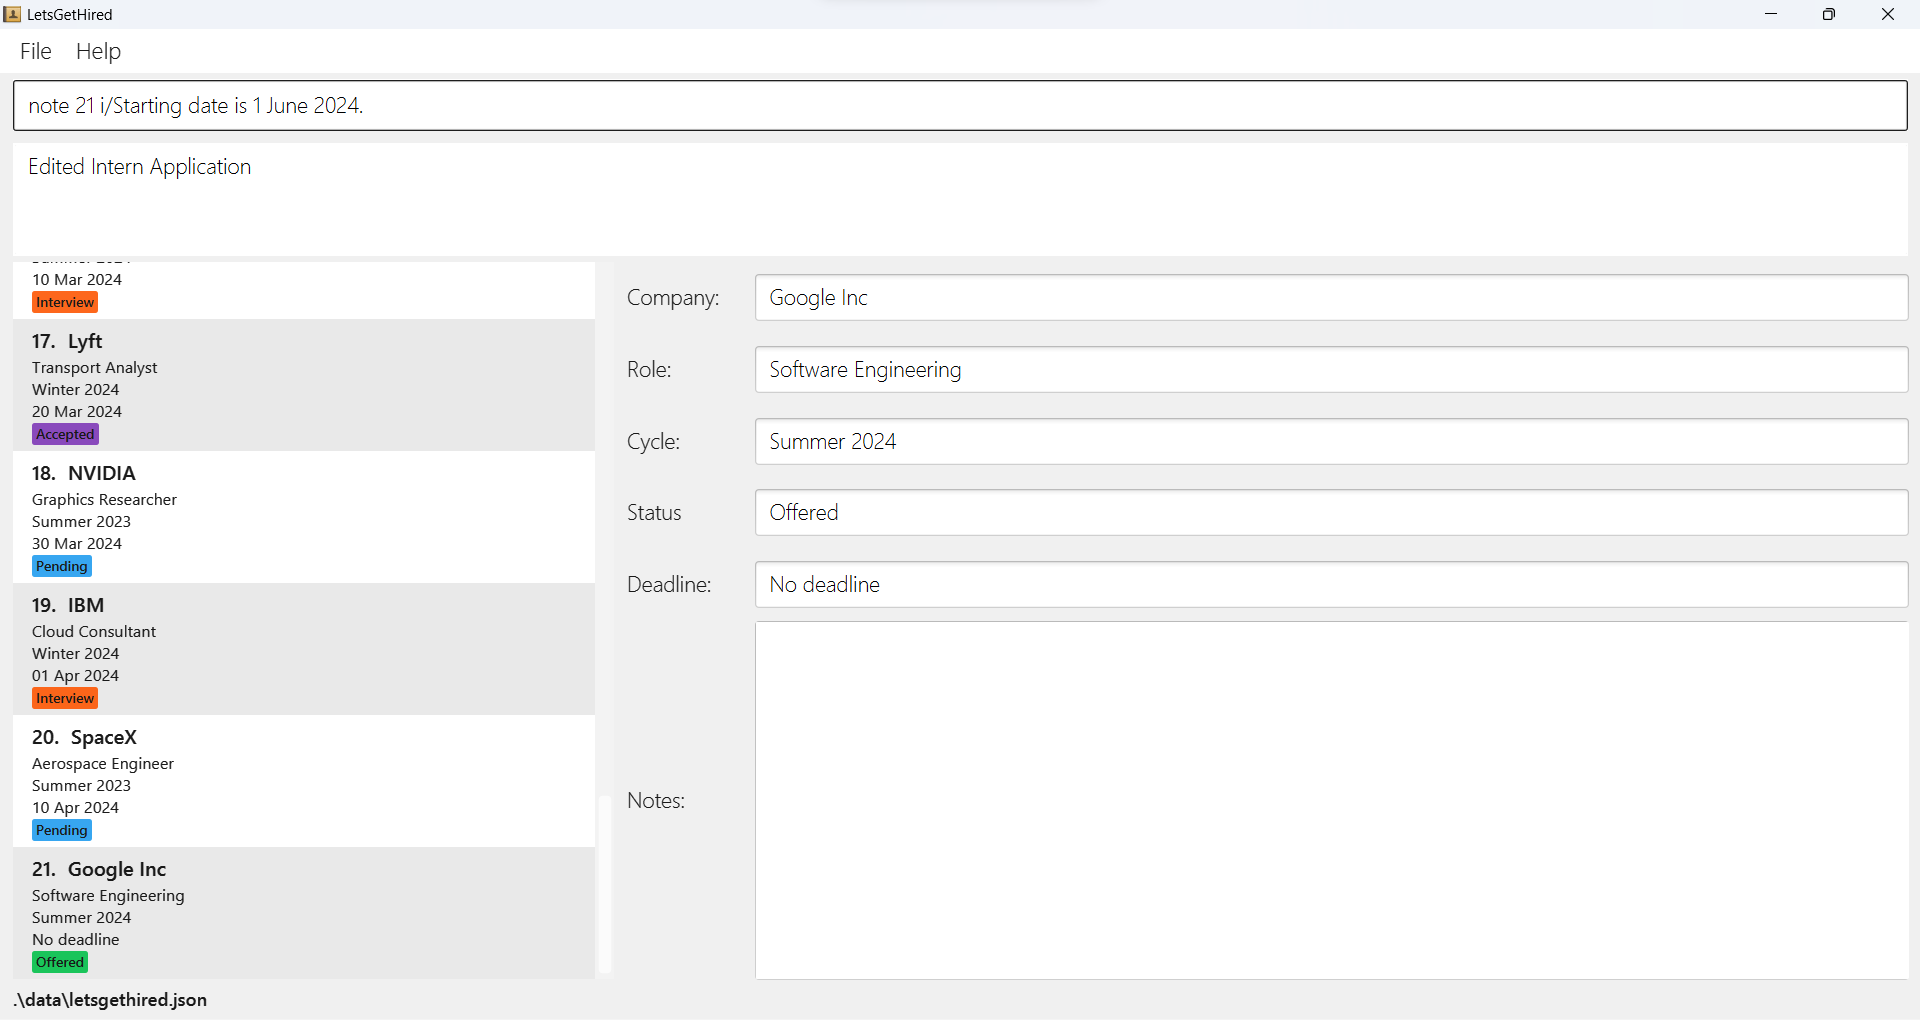 LetsGetHired
File Help
note 21 i/Starting date is 1 June 2024.
Edited Intern Application
10 Mar 2024
Interview
17. Lyft
Transport Analyst
Winter 2024
20 Mar 2024
Accepted
18. NVIDIA
Graphics Researcher
Summer 2023
30 Mar 2024
Pending
19. IBM
Cloud Consultant
Winter 2024
01 Apr 2024
Interview
20. SpaceX
Aerospace Engineer
Summer 2023
10 Apr 2024
Pending
21. Google Inc
Software Engineering
Summer 2024
No deadline
Offered
Company: Google Inc
Role: Software Engineering
Cycle: Summer 2024
Status Offered
Deadline: No deadline
Notes:
.\data\letsgethired.json